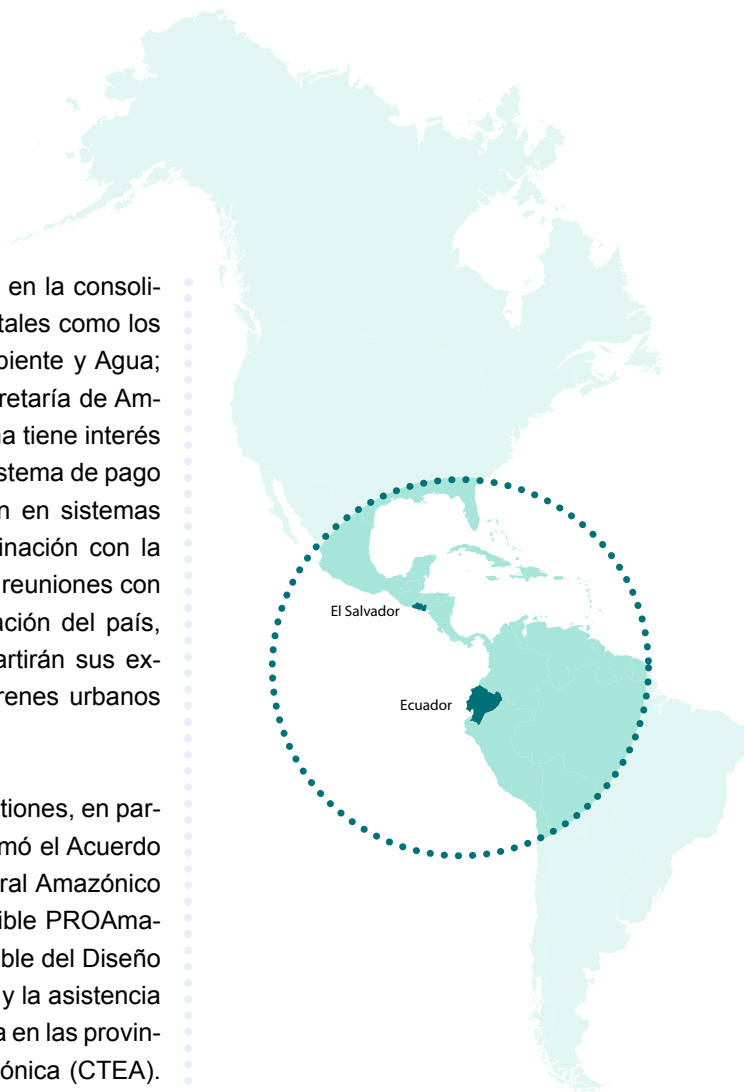 en la consoli-
tales como los
biente y Agua;
retaría de Am-
na tiene interés
stema de pago
n en sistemas
inación con la
reuniones con
ación del país,
artirán sus ex-
renes urbanos
tiones, en par-
mó el Acuerdo
ral Amazónico
ible PROAma-
ble del Diseño
y la asistencia
a en las provin-
ónica (CTEA).
El Salvador
Ecuador